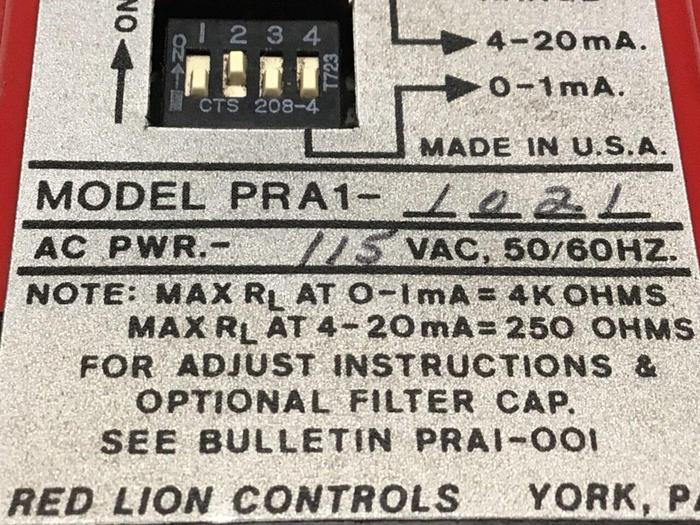 ON
1 2 3 4
ON
T723
CTS 208-4
4-20mA.
0-1mA.
MADE IN U.S.A.
MODEL PRA1- 1021
AC PWR.- 115 VAC, 50/60HZ.
NOTE: MAX RL AT 0-1mA = 4K OHMS
MAX RL AT 4-20mA = 250 OHMS
FOR ADJUST INSTRUCTIONS &
OPTIONAL FILTER CAP.
SEE BULLETIN PRA1-001
RED LION CONTROLS YORK, P